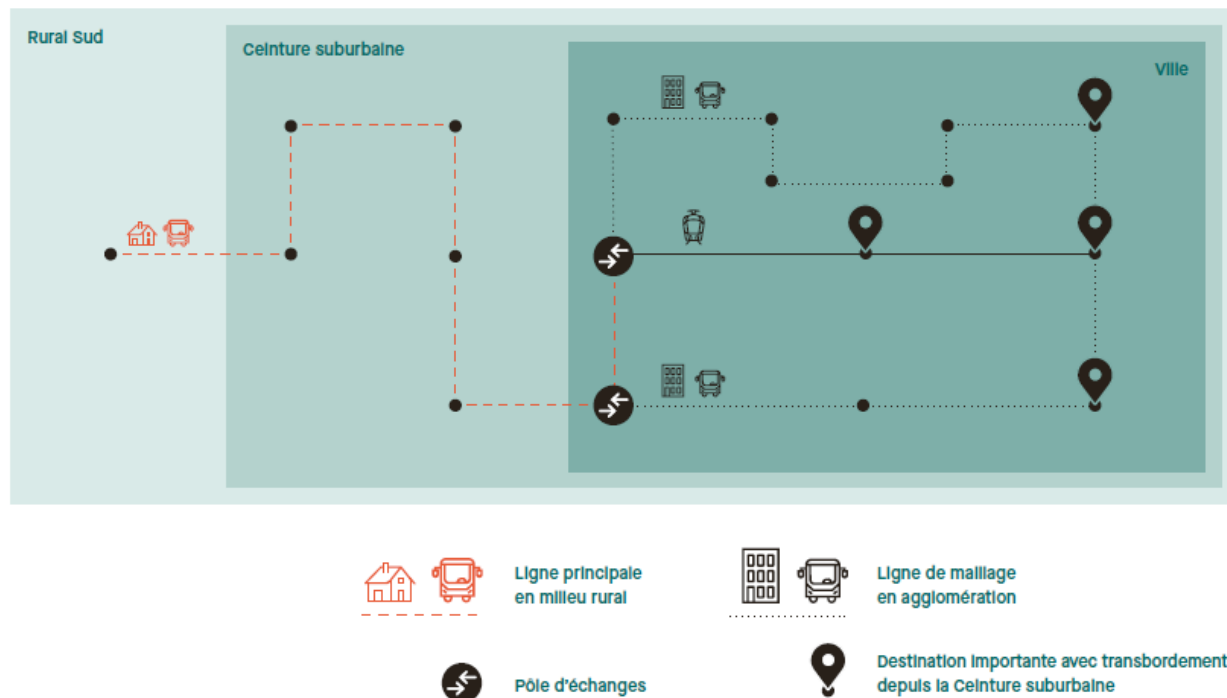 Rural Sud
Ceinture suburbaine
Ville
Ligne principale
en milieu rural
Ligne de maillage
en agglomération
Pôle d'échanges
Destination importante avec transbordement
depuis la Ceinture suburbaine